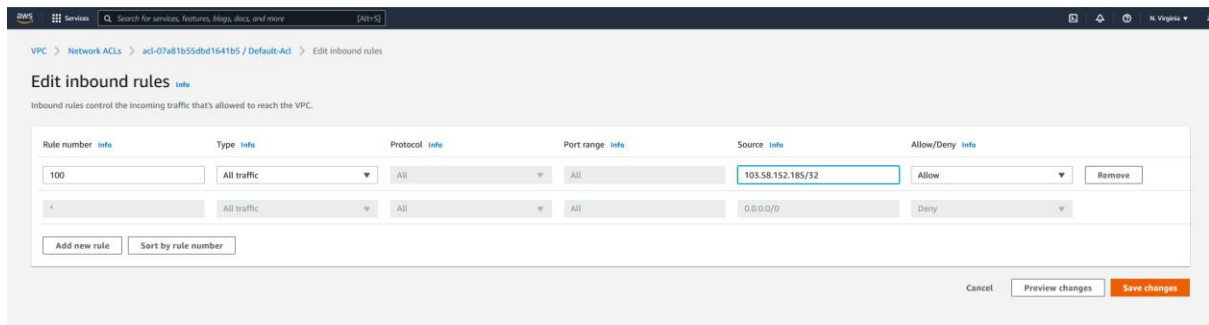 aws Services Search for services, features, blogs, docs, and more [Alt+S] N. Virginia
VPC > Network ACLs > acl-07a81b55dbd1641b5 / Default-Acl > Edit inbound rules
Edit inbound rules Info
Inbound rules control the incoming traffic that's allowed to reach the VPC.
Rule number Info Type Info Protocol Info Port range Info Source Info Allow/Deny Info
100 All traffic All All 103.58.152.185/32 Allow Remove
* All traffic All All 0.0.0.0/0 Deny
Add new rule Sort by rule number
Cancel Preview changes Save changes